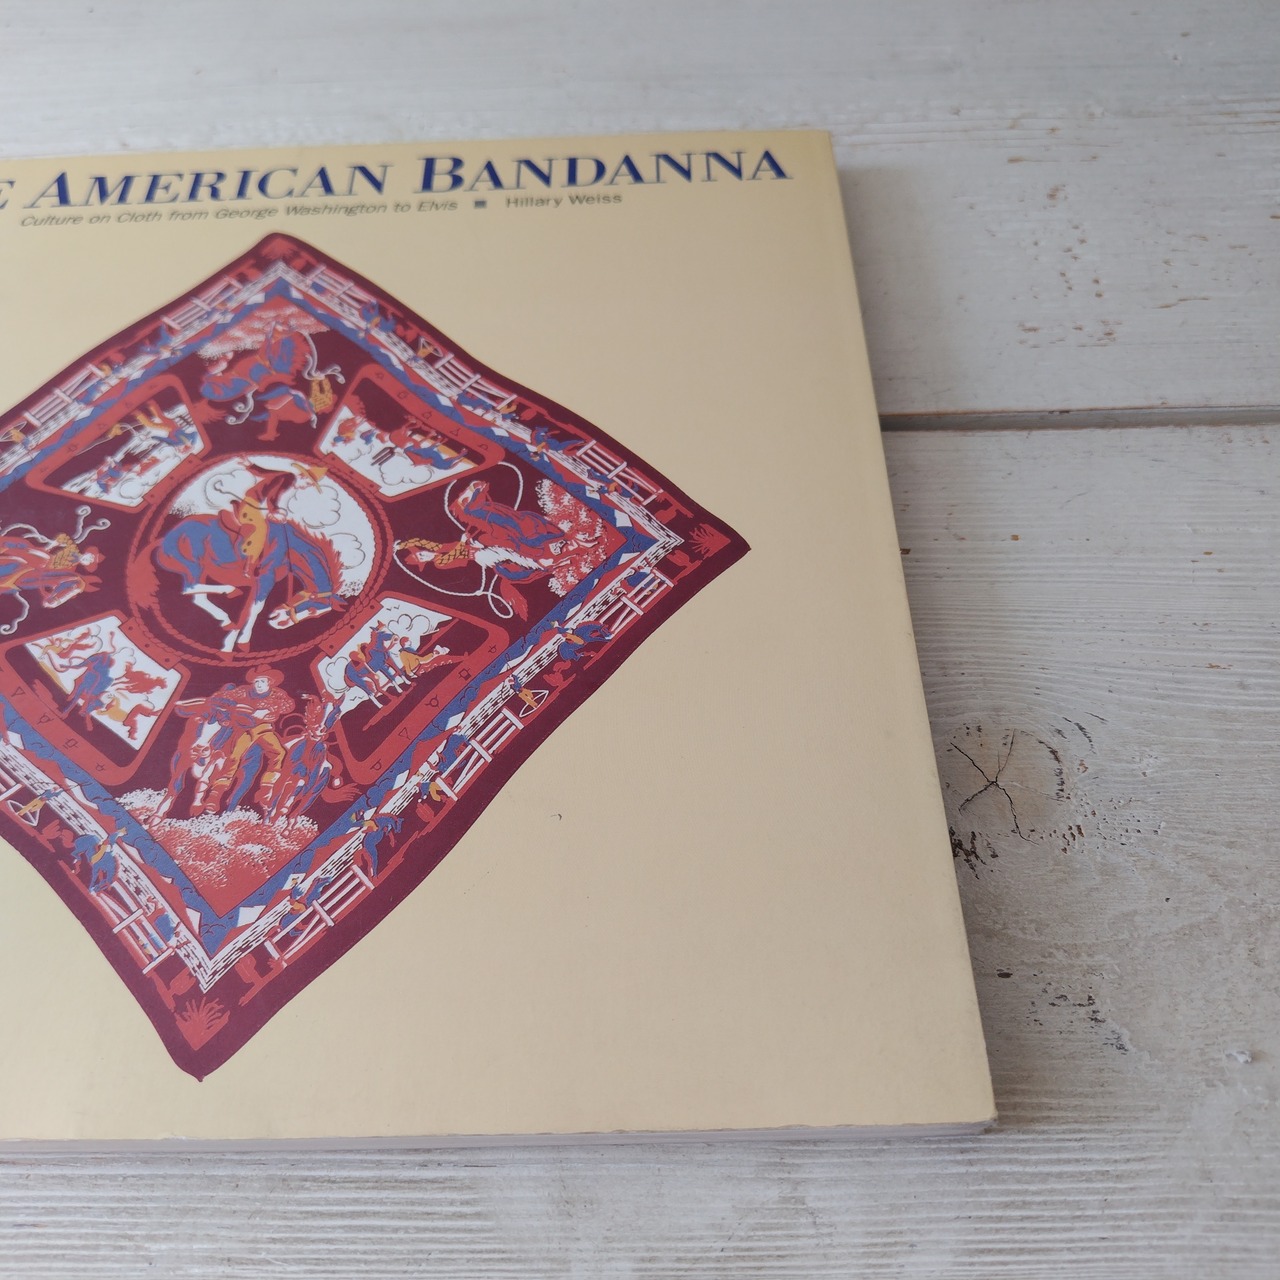 E AMERICAN BANDANNA
Culture on Cloth from George Washington to Elvis ■ Hillary Weiss